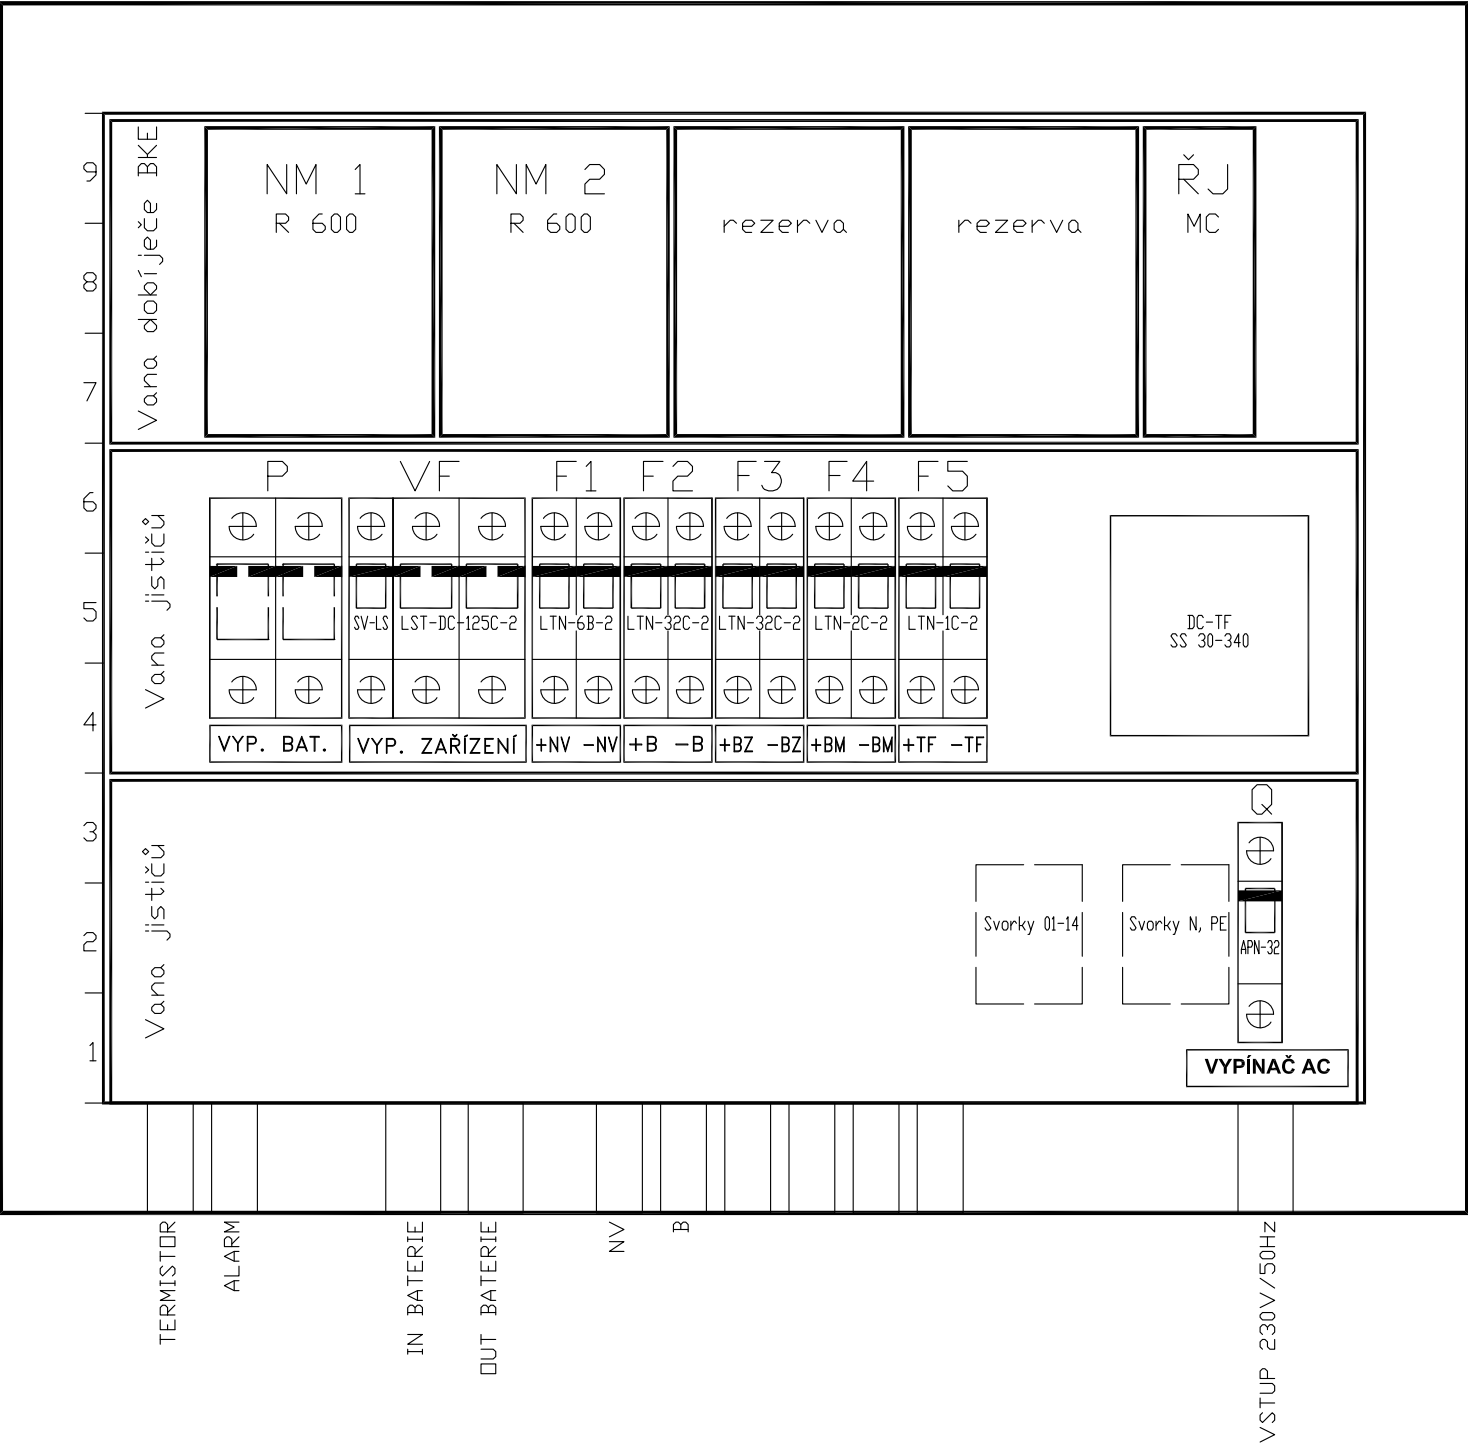 9
8
7
Vana dobíječe BKE
NM 1
R 600
NM 2
R 600
rezerva
rezerva
ŘJ
MC
6
5
4
Vana jističů
P
VF
F1
F2
F3
F4
F5
SV-LS
LST-DC-125C-2
LTN-6B-2
LTN-32C-2
LTN-32C-2
LTN-2C-2
LTN-1C-2
DC-TF
SS 30-340
VYP. BAT.
VYP. ZAŘÍZENÍ
+NV -NV
+B -B
+BZ -BZ
+BM -BM
+TF -TF
3
2
1
Vana jističů
Svorky 01-14
Svorky N, PE
Q
APN-32
VYPÍNAČ AC
TERMISTOR
ALARM
IN BATERIE
OUT BATERIE
NV
B
VSTUP 230V/50Hz